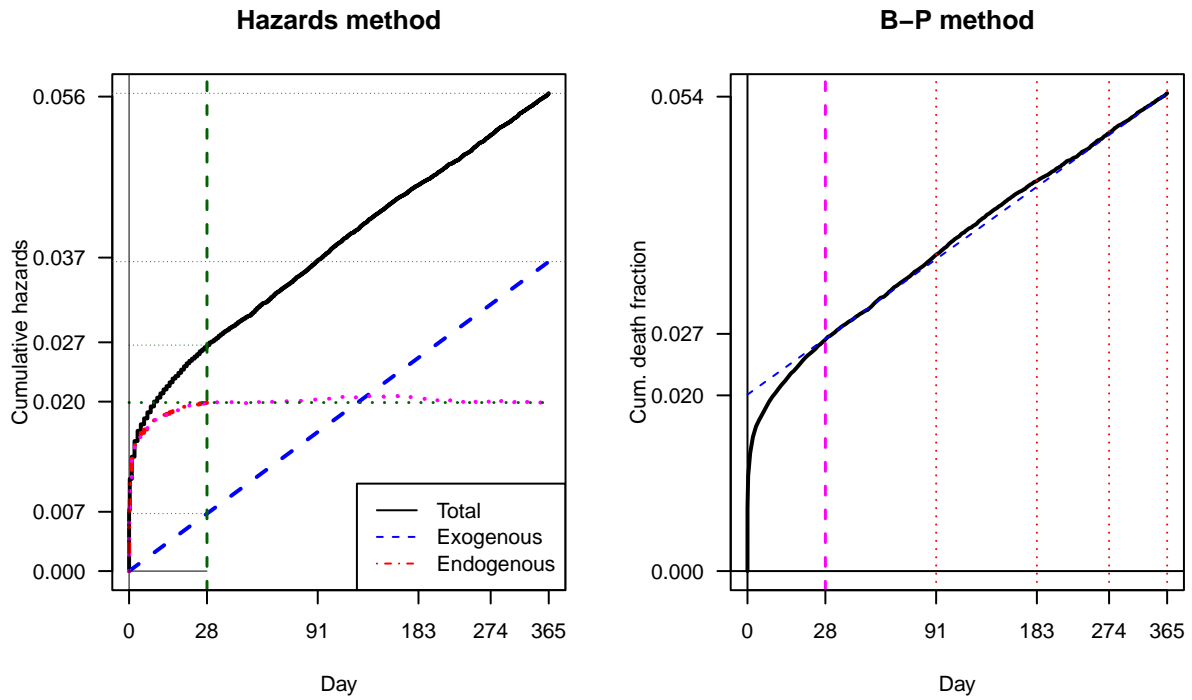 Hazards method
0.056
0.037
0.027
0.020
0.007
0.000
Cumulative hazards
Total
Exogenous
Endogenous
0 28 91 183 274 365
Day
B−P method
0.054
0.027
0.020
0.000
Cum. death fraction
0 28 91 183 274 365
Day